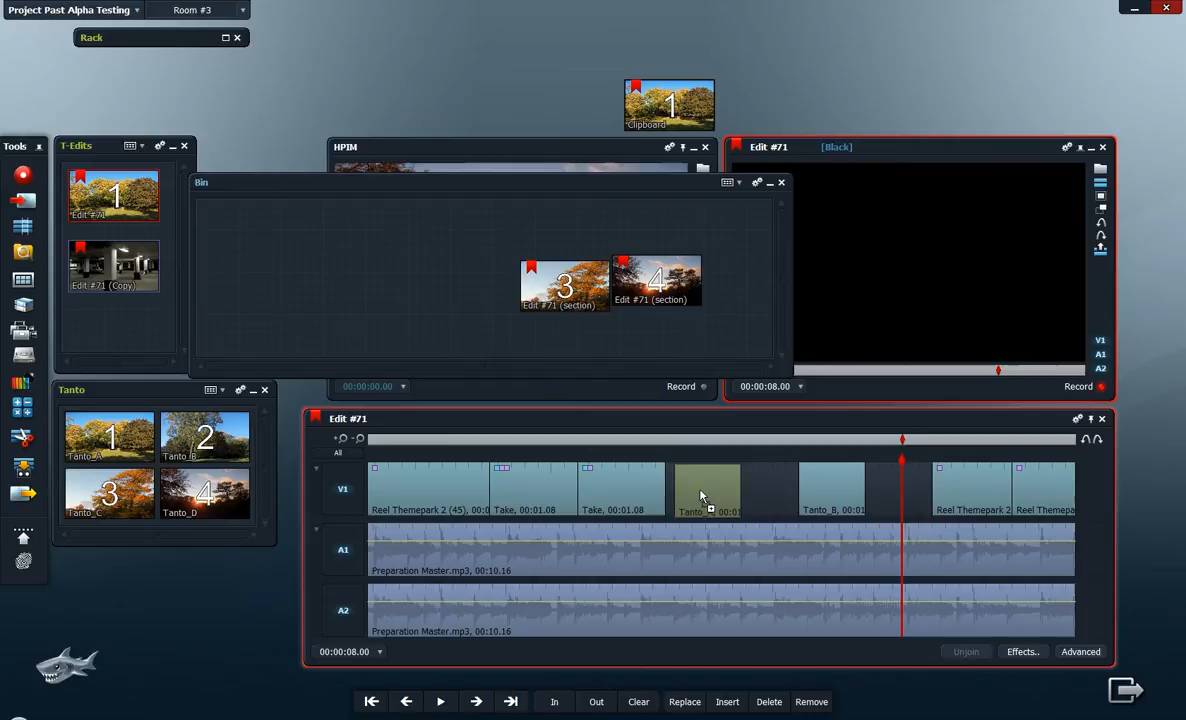 Project Past Alpha Testing
Room #3
Rack
1
Clipboard
Tools
T-Edits
HPIM
Edit #71
[Black]
Bin
1
Edit #71
3
4
Edit #71 (section)
Edit #71 (section)
Edit #71 (Copy)
V1
A1
A2
00:00:00.00
Record
00:00:08.00
Record
Tanto
1
2
Tanto_A
Tanto_B
3
4
Tanto_C
Tanto_D
Edit #71
All
V1
Reel Themepark 2 (45), 00:0
Take, 00:01.08
Take, 00:01.08
Tanto_
00:01
Tanto_B, 00:01
Reel Themepark 2
Reel Themepa
A1
Preparation Master.mp3, 00:10.16
A2
Preparation Master.mp3, 00:10.16
00:00:08.00
Unjoin
Effects..
Advanced
In
Out
Clear
Replace
Insert
Delete
Remove